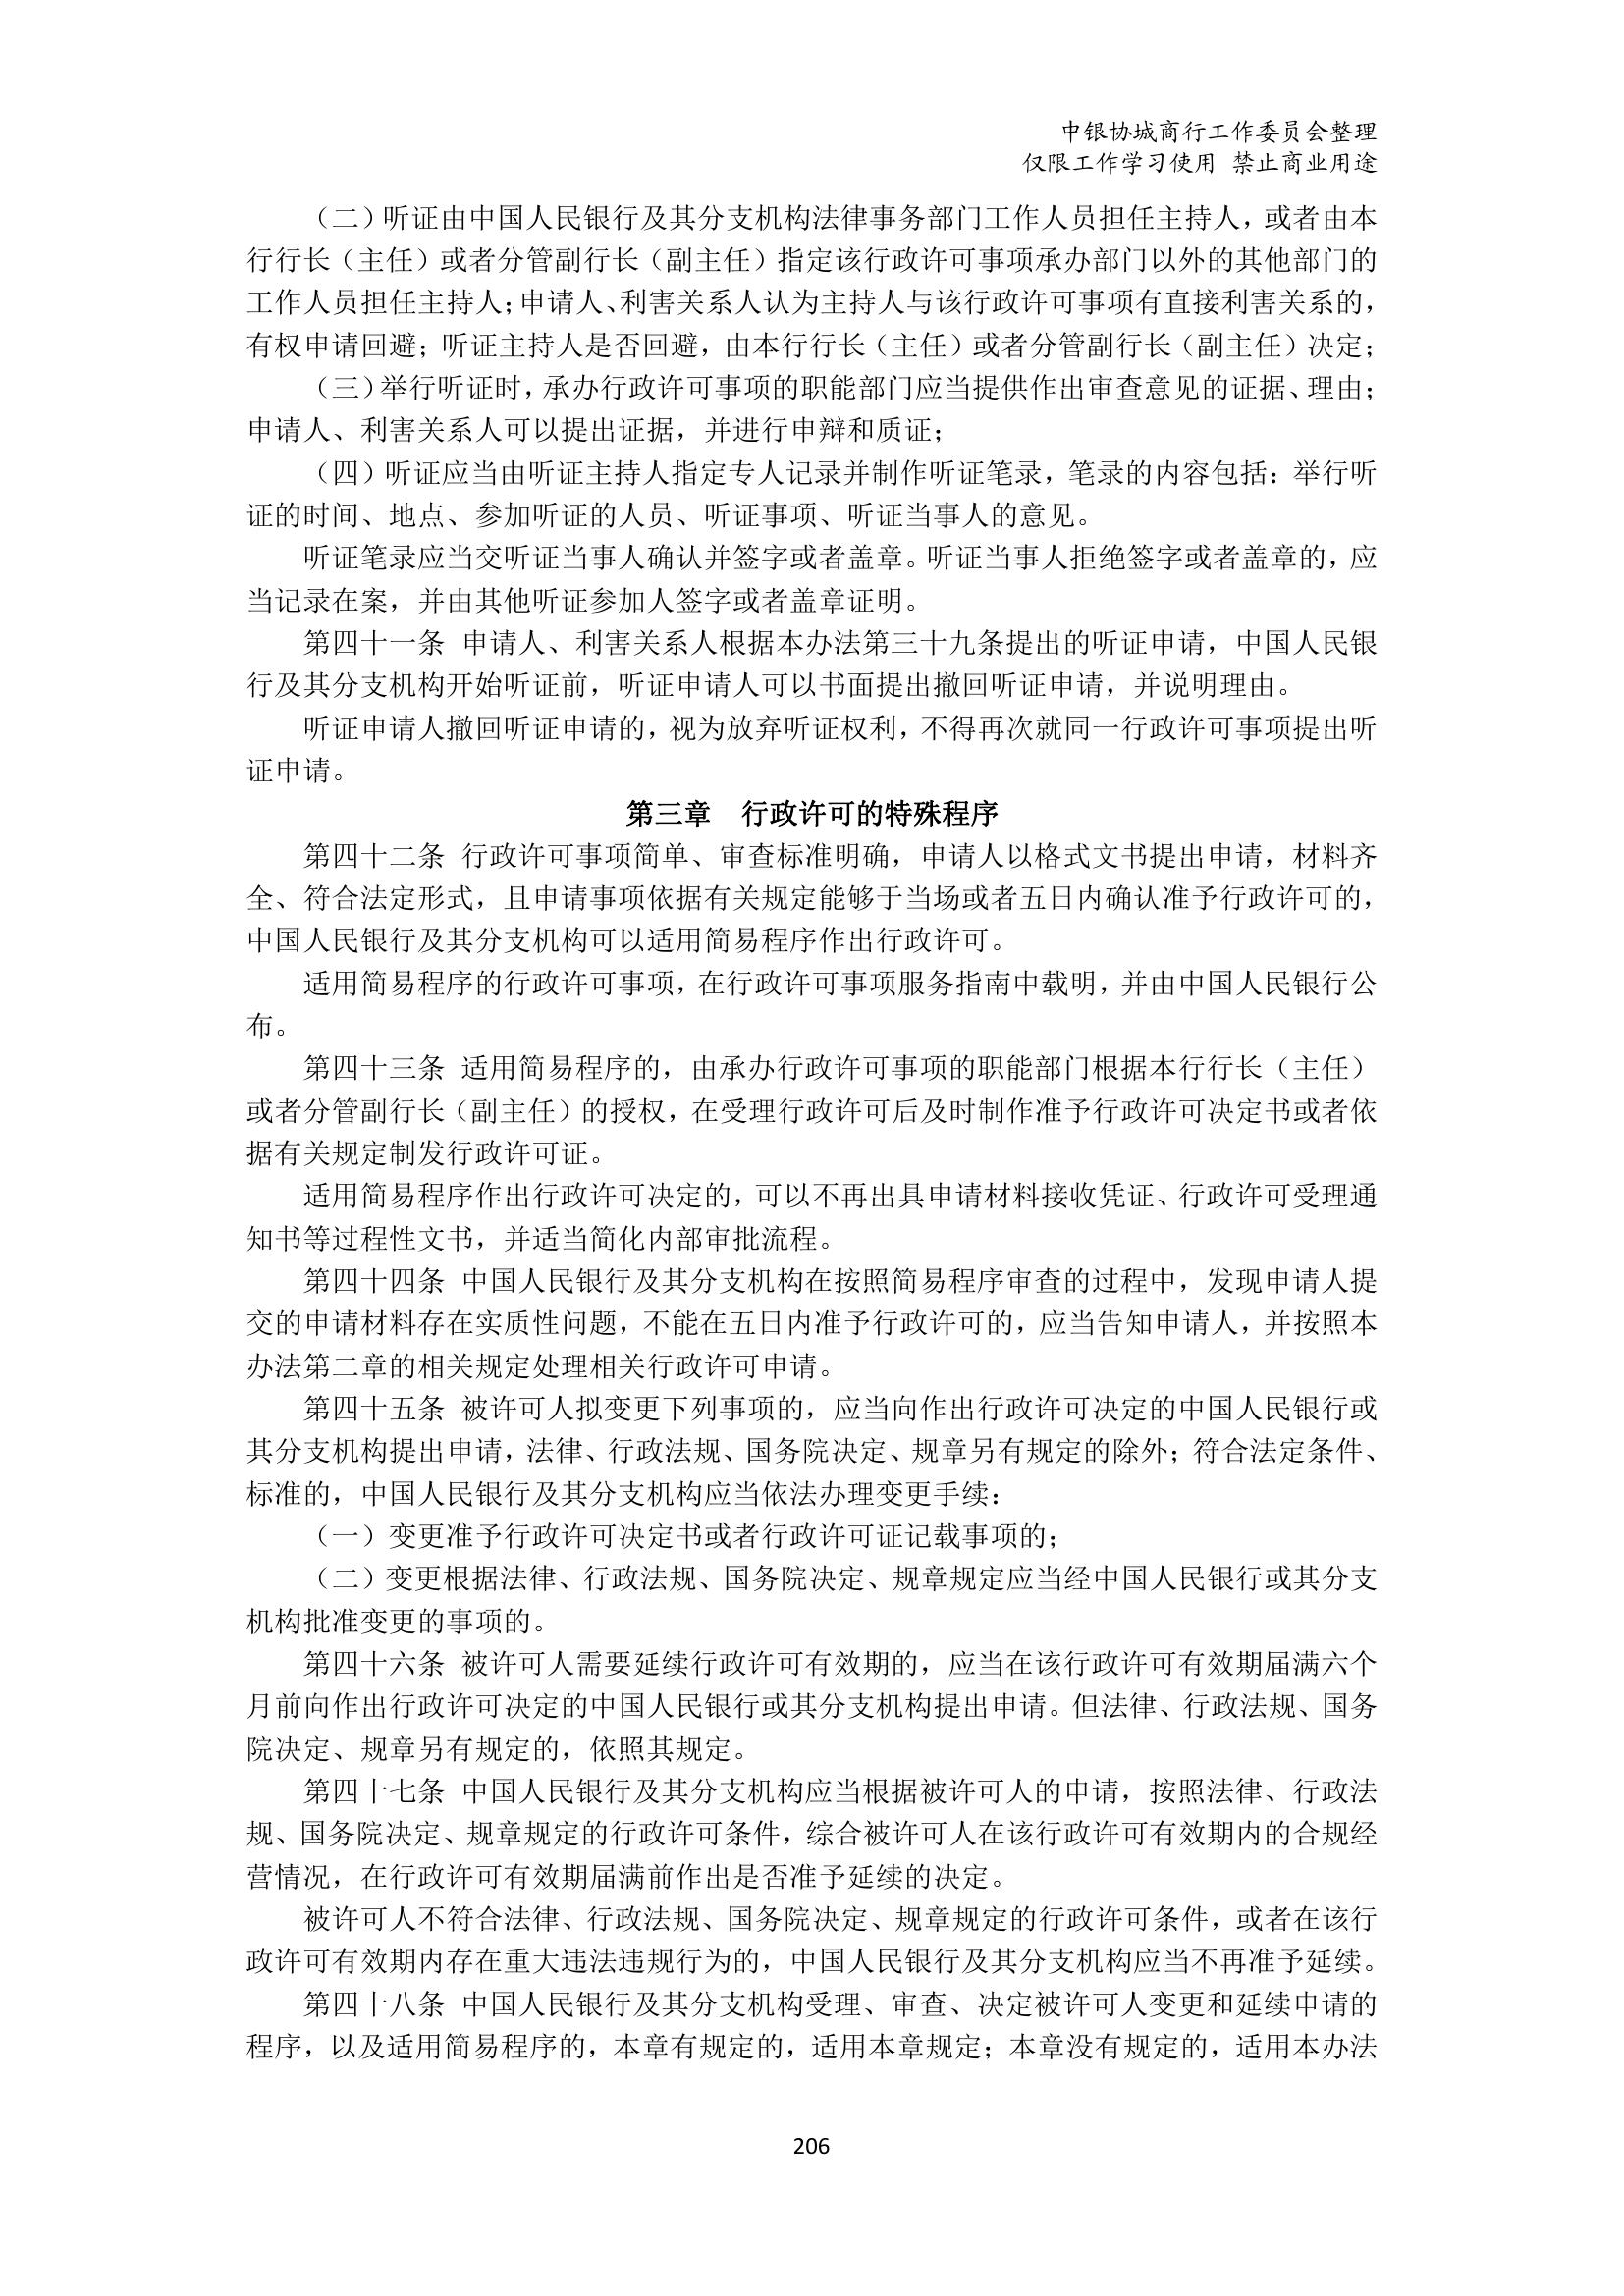 中银协城商行工作委员会整理
仅限工作学习使用 禁止商业用途
（二）听证由中国人民银行及其分支机构法律事务部门工作人员担任主持人，或者由本
行行长（主任）或者分管副行长（副主任）指定该行政许可事项承办部门以外的其他部门的
工作人员担任主持人；申请人、利害关系人认为主持人与该行政许可事项有直接利害关系的，
有权申请回避；听证主持人是否回避，由本行行长（主任）或者分管副行长（副主任）决定；
（三）举行听证时，承办行政许可事项的职能部门应当提供作出审查意见的证据、理由；
申请人、利害关系人可以提出证据，并进行申辩和质证；
（四）听证应当由听证主持人指定专人记录并制作听证笔录，笔录的内容包括：举行听
证的时间、地点、参加听证的人员、听证事项、听证当事人的意见。
听证笔录应当交听证当事人确认并签字或者盖章。听证当事人拒绝签字或者盖章的，应
当记录在案，并由其他听证参加人签字或者盖章证明。
第四十一条 申请人、利害关系人根据本办法第三十九条提出的听证申请，中国人民银
行及其分支机构开始听证前，听证申请人可以书面提出撤回听证申请，并说明理由。
听证申请人撤回听证申请的，视为放弃听证权利，不得再次就同一行政许可事项提出听
证申请。
第三章 行政许可的特殊程序
第四十二条 行政许可事项简单、审查标准明确，申请人以格式文书提出申请，材料齐
全、符合法定形式，且申请事项依据有关规定能够于当场或者五日内确认准予行政许可的，
中国人民银行及其分支机构可以适用简易程序作出行政许可。
适用简易程序的行政许可事项，在行政许可事项服务指南中载明，并由中国人民银行公
布。
第四十三条 适用简易程序的，由承办行政许可事项的职能部门根据本行行长（主任）
或者分管副行长（副主任）的授权，在受理行政许可后及时制作准予行政许可决定书或者依
据有关规定制发行政许可证。
适用简易程序作出行政许可决定的，可以不再出具申请材料接收凭证、行政许可受理通
知书等过程性文书，并适当简化内部审批流程。
第四十四条 中国人民银行及其分支机构在按照简易程序审查的过程中，发现申请人提
交的申请材料存在实质性问题，不能在五日内准予行政许可的，应当告知申请人，并按照本
办法第二章的相关规定处理相关行政许可申请。
第四十五条 被许可人拟变更下列事项的，应当向作出行政许可决定的中国人民银行或
其分支机构提出申请，法律、行政法规、国务院决定、规章另有规定的除外；符合法定条件、
标准的，中国人民银行及其分支机构应当依法办理变更手续：
（一）变更准予行政许可决定书或者行政许可证记载事项的；
（二）变更根据法律、行政法规、国务院决定、规章规定应当经中国人民银行或其分支
机构批准变更的事项的。
第四十六条 被许可人需要延续行政许可有效期的，应当在该行政许可有效期届满六个
月前向作出行政许可决定的中国人民银行或其分支机构提出申请。但法律、行政法规、国务
院决定、规章另有规定的，依照其规定。
第四十七条 中国人民银行及其分支机构应当根据被许可人的申请，按照法律、行政法
规、国务院决定、规章规定的行政许可条件，综合被许可人在该行政许可有效期内的合规经
营情况，在行政许可有效期届满前作出是否准予延续的决定。
被许可人不符合法律、行政法规、国务院决定、规章规定的行政许可条件，或者在该行
政许可有效期内存在重大违法违规行为的，中国人民银行及其分支机构应当不再准予延续。
第四十八条 中国人民银行及其分支机构受理、审查、决定被许可人变更和延续申请的
程序，以及适用简易程序的，本章有规定的，适用本章规定；本章没有规定的，适用本办法
206